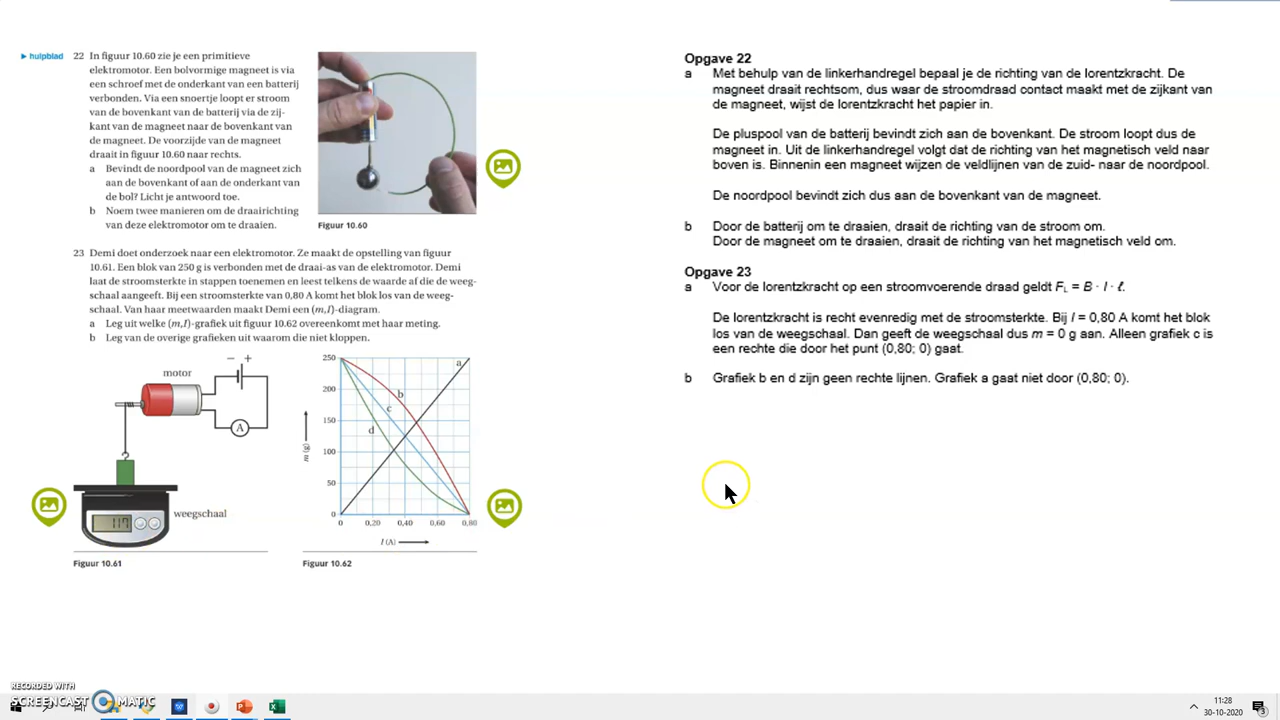 ▶ hulpblad
22 In figuur 10.60 zie je een primitieve
elektromotor. Een bolvormige magneet is via
een schroef met de onderkant van een batterij
verbonden. Via een snoertje loopt er stroom
van de bovenkant van de batterij via de zij-
kant van de magneet naar de bovenkant van
de magneet. De voorzijde van de magneet
draait in figuur 10.60 naar rechts.
a Bevindt de noordpool van de magneet zich
aan de bovenkant of aan de onderkant van
de bol? Licht je antwoord toe.
b Noem twee manieren om de draairichting
van deze elektromotor om te draaien.
Figuur 10.60
23 Demi doet onderzoek naar een elektromotor. Ze maakt de opstelling van figuur
10.61. Een blok van 250 g is verbonden met de draai-as van de elektromotor. Demi
laat de stroomsterkte in stappen toenemen en leest telkens de waarde af die de weeg-
schaal aangeeft. Bij een stroomsterkte van 0,80 A komt het blok los van de weeg-
schaal. Van haar meetwaarden maakt Demi een (m,I)-diagram.
a Leg uit welke (m,I)-grafiek uit figuur 10.62 overeenkomt met haar meting.
b Leg van de overige grafieken uit waarom die niet kloppen.
motor
− +
A
117
weegschaal
Figuur 10.61
250
200
150
100
50
0
m (g)
a
b
c
d
0 0,20 0,40 0,60 0,80
I (A)
Figuur 10.62
Opgave 22
a Met behulp van de linkerhandregel bepaal je de richting van de lorentzkracht. De
magneet draait rechtsom, dus waar de stroomdraad contact maakt met de zijkant van
de magneet, wijst de lorentzkracht het papier in.
De pluspool van de batterij bevindt zich aan de bovenkant. De stroom loopt dus de
magneet in. Uit de linkerhandregel volgt dat de richting van het magnetisch veld naar
boven is. Binnenin een magneet wijzen de veldlijnen van de zuid- naar de noordpool.
De noordpool bevindt zich dus aan de bovenkant van de magneet.
b Door de batterij om te draaien, draait de richting van de stroom om.
Door de magneet om te draaien, draait de richting van het magnetisch veld om.
Opgave 23
a Voor de lorentzkracht op een stroomvoerende draad geldt F_L = B · I · ℓ.
De lorentzkracht is recht evenredig met de stroomsterkte. Bij I = 0,80 A komt het blok
los van de weegschaal. Dan geeft de weegschaal dus m = 0 g aan. Alleen grafiek c is
een rechte die door het punt (0,80; 0) gaat.
b Grafiek b en d zijn geen rechte lijnen. Grafiek a gaat niet door (0,80; 0).
RECORDED WITH
SCREENCAST MATIC
11:28
30-10-2020
3